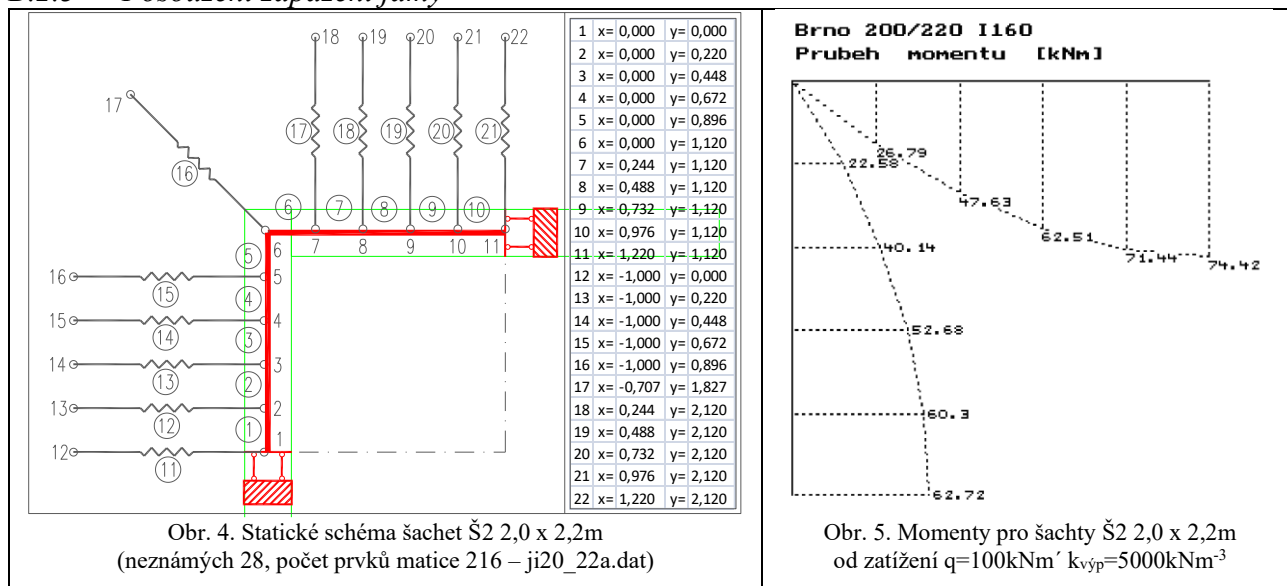 Posouzení zapažení jámy
18 19 20 21 22
17
17 18 19 20 21
16
6 7 8 9 10
5 6 7 8 9 10 11
16 15 4 5
15 14 3 4
14 13 2 3
13 12 1 2
12 11 1
1 x= 0,000 y= 0,000
2 x= 0,000 y= 0,220
3 x= 0,000 y= 0,448
4 x= 0,000 y= 0,672
5 x= 0,000 y= 0,896
6 x= 0,000 y= 1,120
7 x= 0,244 y= 1,120
8 x= 0,488 y= 1,120
9 x= 0,732 y= 1,120
10 x= 0,976 y= 1,120
11 x= 1,220 y= 1,120
12 x= -1,000 y= 0,000
13 x= -1,000 y= 0,220
14 x= -1,000 y= 0,448
15 x= -1,000 y= 0,672
16 x= -1,000 y= 0,896
17 x= -0,707 y= 1,827
18 x= 0,244 y= 2,120
19 x= 0,488 y= 2,120
20 x= 0,732 y= 2,120
21 x= 0,976 y= 2,120
22 x= 1,220 y= 2,120
Obr. 4. Statické schéma šachet Š2 2,0 x 2,2m
(neznámých 28, počet prvků matice 216 – ji20_22a.dat)
Brno 200/220 I160
Prubeh momentu [kNm]
26.79
22.58
47.63
40.14
62.51
71.44
74.42
52.68
60.3
62.72
Obr. 5. Momenty pro šachty Š2 2,0 x 2,2m
od zatížení q=100kNm´ kvýp=5000kNm-3